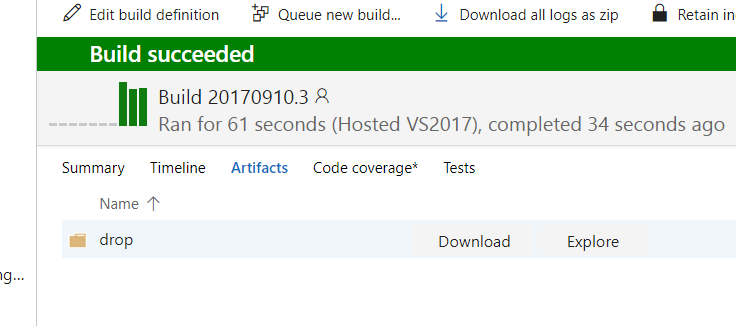 Edit build definition Queue new build... Download all logs as zip Retain in
Build succeeded
Build 20170910.3
Ran for 61 seconds (Hosted VS2017), completed 34 seconds ago
Summary Timeline Artifacts Code coverage* Tests
Name
drop Download Explore
ng...